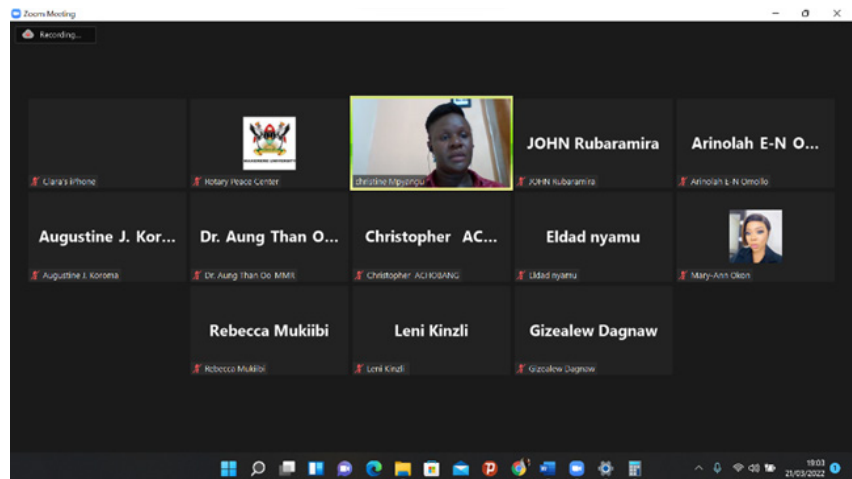 Zoom Meeting
Recording...
Clara's iPhone
MAKERERE UNIVERSITY
Rotary Peace Center
christine Mpyangu
JOHN Rubaramira
JOHN Rubaramira
Arinolah E-N O...
Arinolah E-N Omollo
Augustine J. Kor...
Augustine J. Koroma
Dr. Aung Than O...
Dr. Aung Than Oo MMR
Christopher AC...
Christopher ACHOBANG
Eldad nyamu
Eldad nyamu
Mary-Ann Okon
Rebecca Mukiibi
Rebecca Mukiibi
Leni Kinzli
Leni Kinzli
Gizealew Dagnaw
Gizealew Dagnaw
19:03
21/03/2022